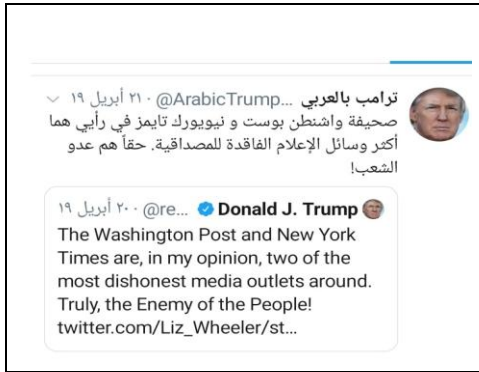 ترامب بالعربي ...@ArabicTrump · ٢١ أبريل ١٩
صحيفة واشنطن بوست و نيويورك تايمز في رأيي هما
أكثر وسائل الإعلام الفاقدة للمصداقية. حقاً هم عدو
الشعب!
Donald J. Trump @re... · ٢٠ أبريل ١٩
The Washington Post and New York
Times are, in my opinion, two of the
most dishonest media outlets around.
Truly, the Enemy of the People!
twitter.com/Liz_Wheeler/st...